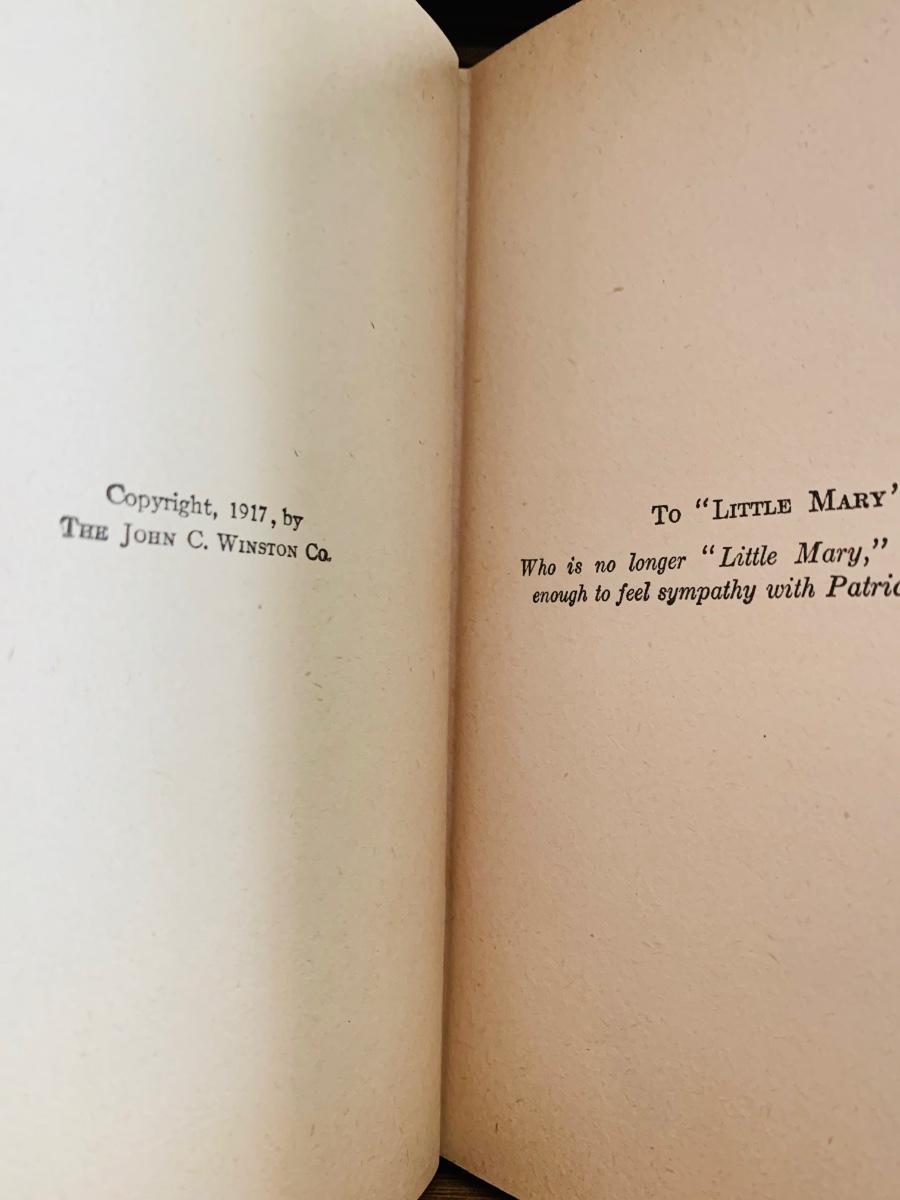 Copyright, 1917, by
THE JOHN C. WINSTON CO.
To "LITTLE MARY"
Who is no longer "Little Mary,"
enough to feel sympathy with